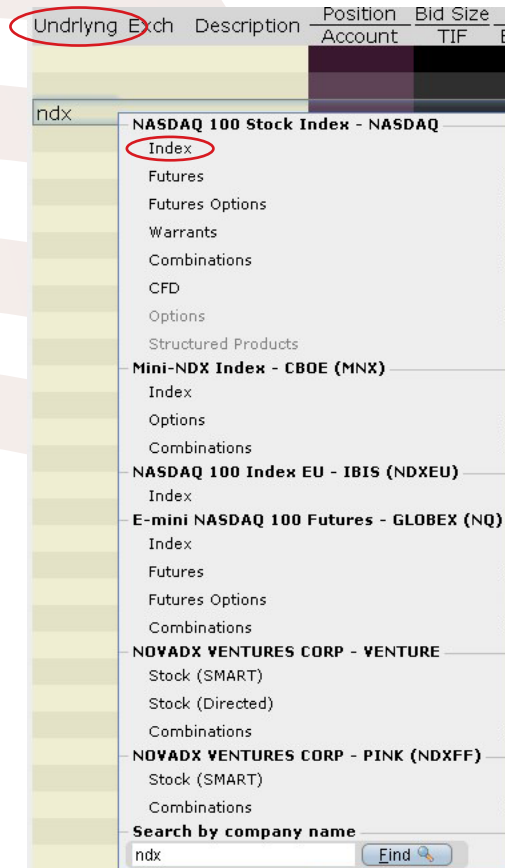 Undrlyng Exch Description Position Bid Size
Account TIF
ndx
NASDAQ 100 Stock Index - NASDAQ
Index
Futures
Futures Options
Warrants
Combinations
CFD
Options
Structured Products
Mini-NDX Index - CBOE (MNX)
Index
Options
Combinations
NASDAQ 100 Index EU - IBIS (NDXEU)
Index
E-mini NASDAQ 100 Futures - GLOBEX (NQ)
Index
Futures
Futures Options
Combinations
NOVADX VENTURES CORP - VENTURE
Stock (SMART)
Stock (Directed)
Combinations
NOVADX VENTURES CORP - PINK (NDXFF)
Stock (SMART)
Combinations
Search by company name
ndx Find